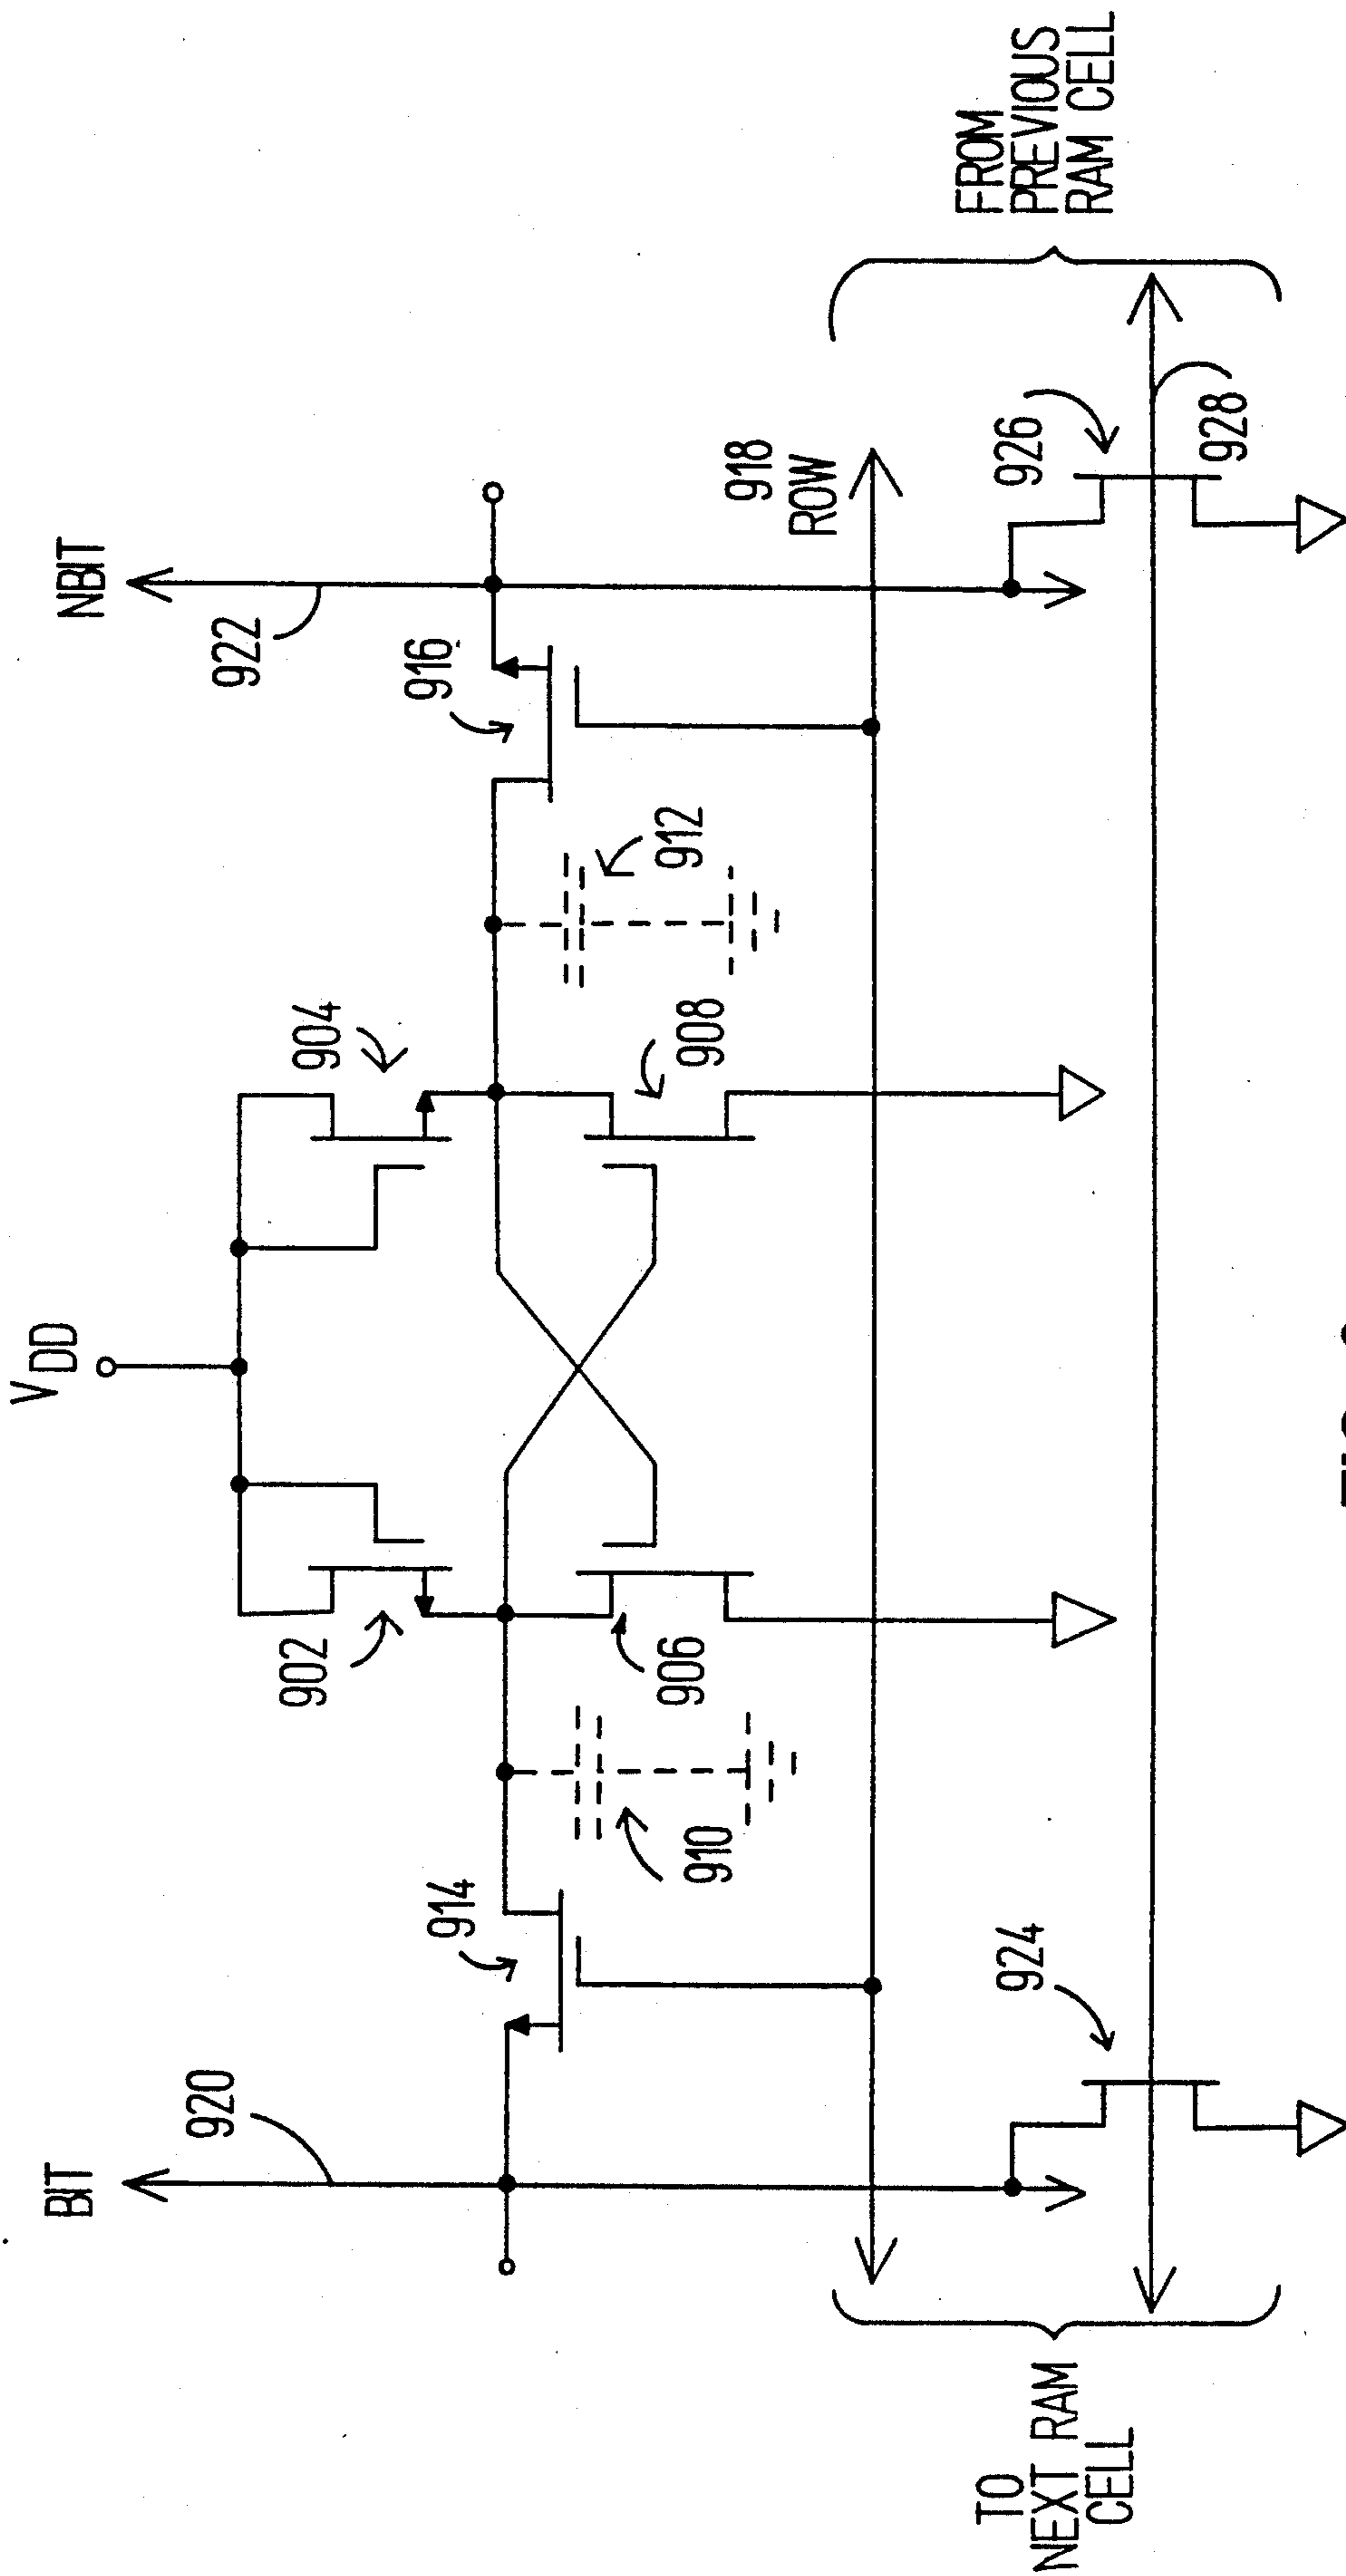 V DD
BIT
NBIT
920
922
902
904
914
916
906
908
910
912
918
ROW
924
926
928
TO
NEXT RAM
CELL
FROM
PREVIOUS
RAM CELL